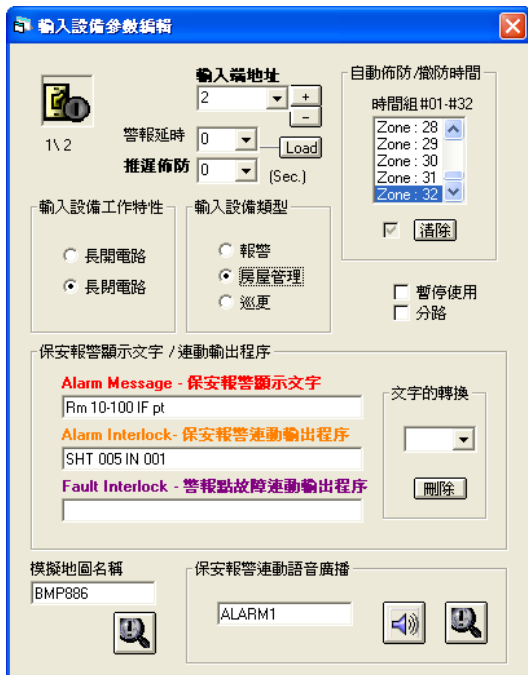 輸入設備參數編輯
輸入端地址
2
+
-
1\ 2
警報延時
0
Load
推遲佈防
0
(Sec.)
自動佈防/撤防時間
時間組#01-#32
Zone : 28
Zone : 29
Zone : 30
Zone : 31
Zone : 32
清除
輸入設備工作特性
長開電路
長閉電路
輸入設備類型
報警
房屋管理
巡更
暫停使用
分路
保安報警顯示文字 / 連動輸出程序
Alarm Message - 保安報警顯示文字
Rm 10-100 IF pt
Alarm Interlock- 保安報警連動輸出程序
SHT 005 IN 001
Fault Interlock - 警報點故障連動輸出程序
文字的轉換
刪除
模擬地圖名稱
BMP886
保安報警連動語音廣播
ALARM1